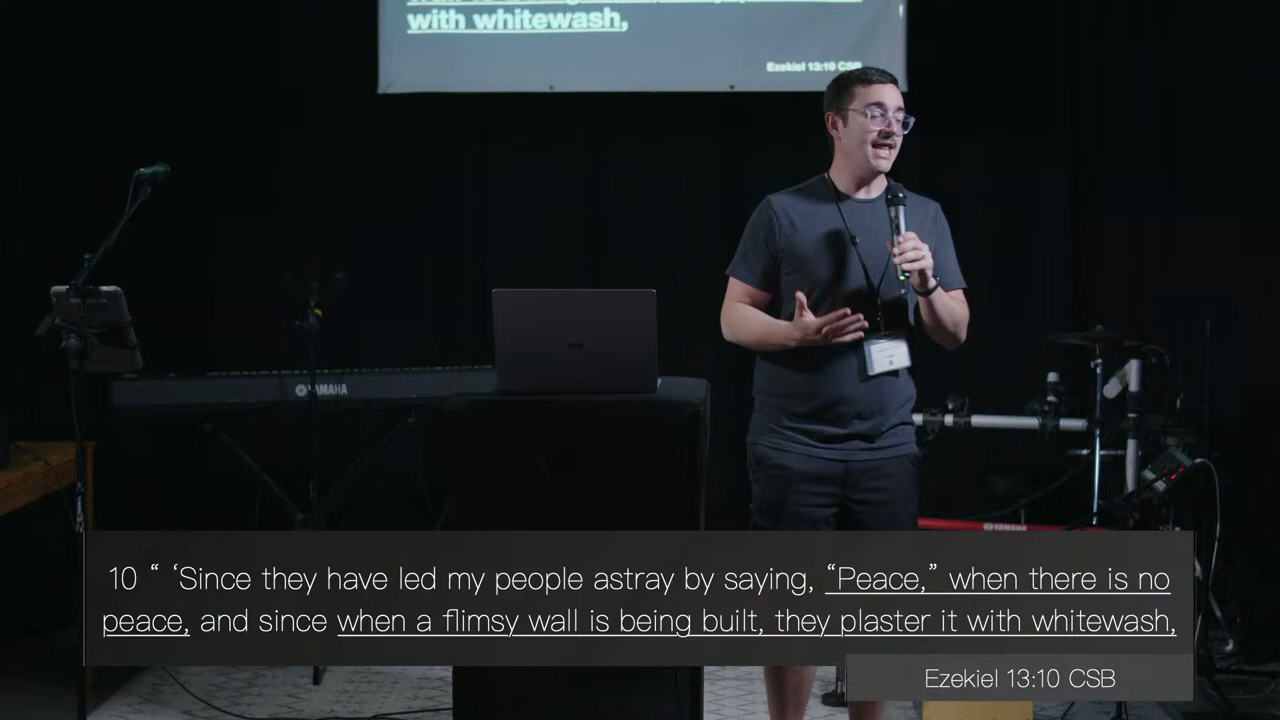 with whitewash,
Ezekiel 13:10 CSB
YAMAHA
YAMAHA
10 “ ‘Since they have led my people astray by saying, “Peace,” when there is no
peace, and since when a flimsy wall is being built, they plaster it with whitewash,
Ezekiel 13:10 CSB